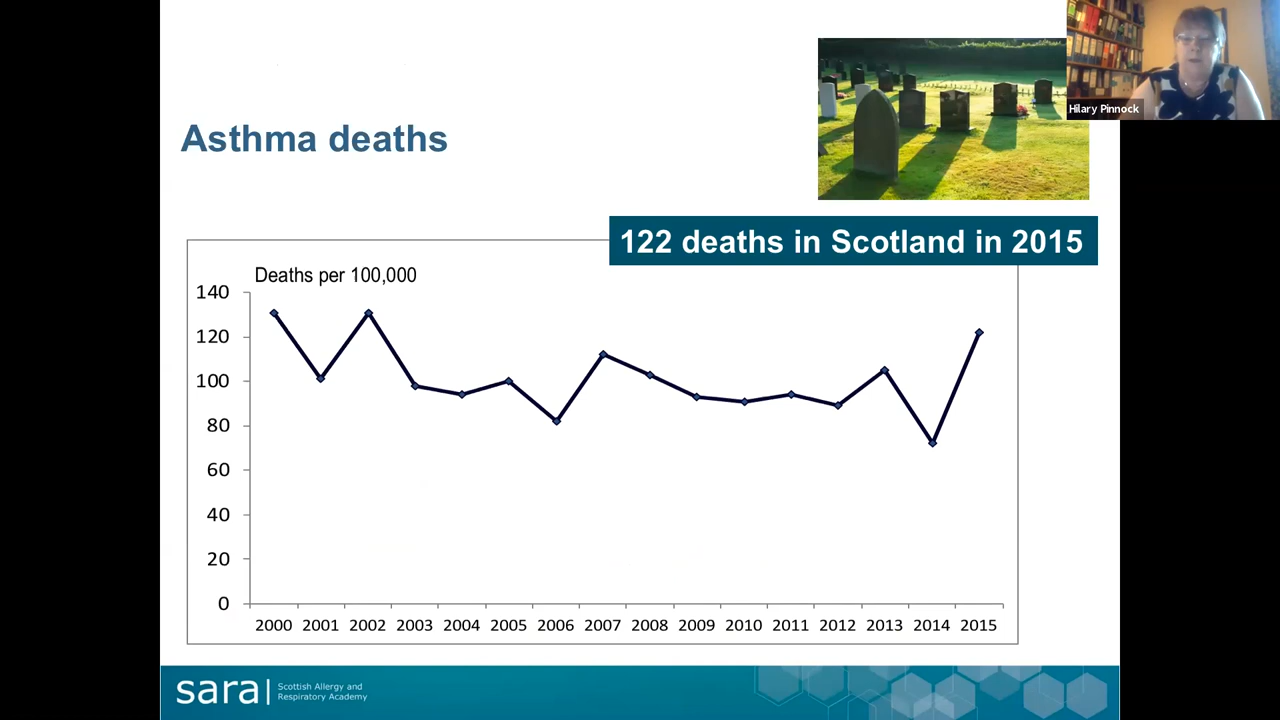 Hilary Pinnock
Asthma deaths
122 deaths in Scotland in 2015
Deaths per 100,000
140
120
100
80
60
40
20
0
2000 2001 2002 2003 2004 2005 2006 2007 2008 2009 2010 2011 2012 2013 2014 2015
sara
Scottish Allergy and
Respiratory Academy